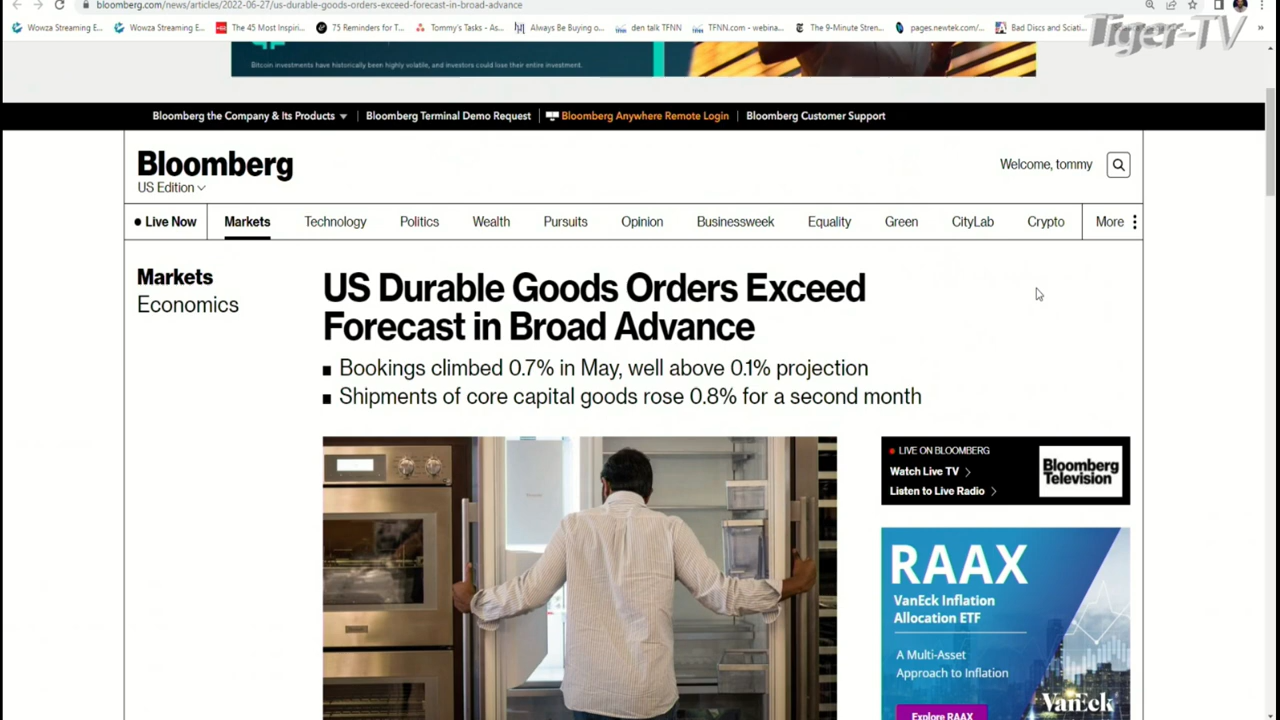 bloomberg.com/news/articles/2022-06-27/us-durable-goods-orders-exceed-forecast-in-broad-advance
Wowza Streaming E...
Wowza Streaming E...
The 45 Most Inspiri...
75 Reminders for T...
Tommy's Tasks - As...
Always Be Buying o...
den talk TFNN
TFNN.com - webina...
The 9-Minute Stren...
pages.newtek.com/...
Bad Discs and Sciati...
Tiger-TV
Bitcoin investments have historically been highly volatile, and investors could lose their entire investment.
Bloomberg the Company & Its Products
Bloomberg Terminal Demo Request
Bloomberg Anywhere Remote Login
Bloomberg Customer Support
Bloomberg
US Edition
Welcome, tommy
Live Now
Markets
Technology
Politics
Wealth
Pursuits
Opinion
Businessweek
Equality
Green
CityLab
Crypto
More
Markets
Economics
US Durable Goods Orders Exceed
Forecast in Broad Advance
Bookings climbed 0.7% in May, well above 0.1% projection
Shipments of core capital goods rose 0.8% for a second month
LIVE ON BLOOMBERG
Watch Live TV
Listen to Live Radio
Bloomberg
Television
RAAX
VanEck Inflation
Allocation ETF
A Multi-Asset
Approach to Inflation
VanEck
Explore RAAX